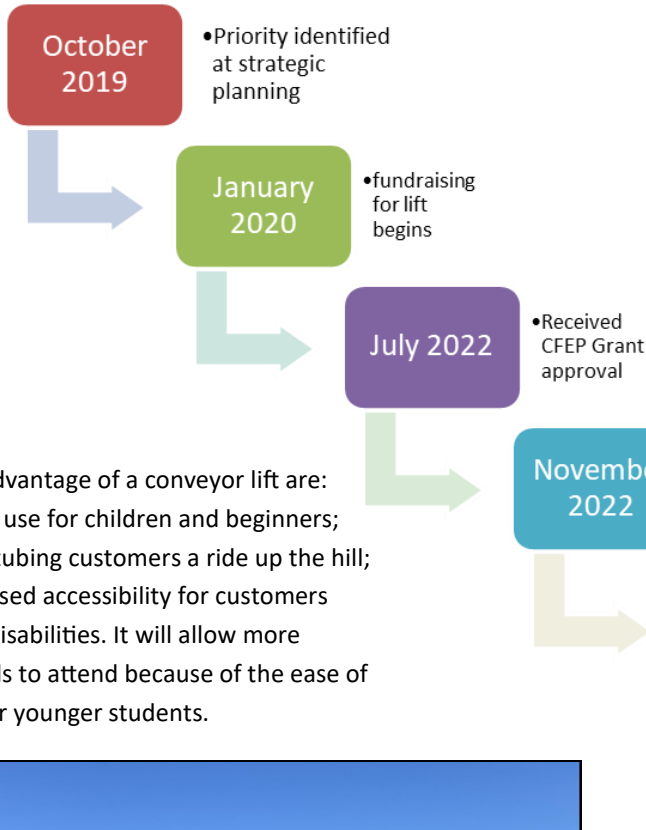 October
2019
•Priority identified
at strategic
planning
January
2020
•fundraising
for lift
begins
July 2022
•Received
CFEP Grant
approval
Novembe
2022
dvantage of a conveyor lift are:
use for children and beginners;
tubing customers a ride up the hill;
sed accessibility for customers
isabilities. It will allow more
ls to attend because of the ease of
r younger students.